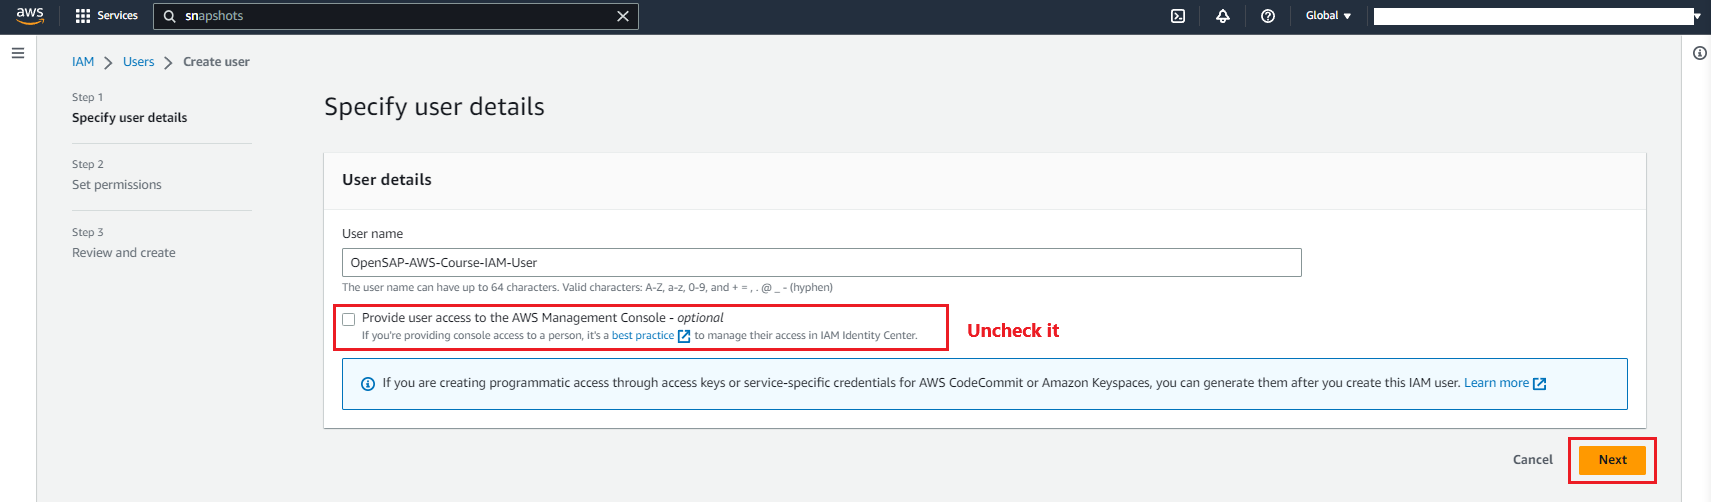 aws
Services
snapshots
Global
IAM > Users > Create user
Step 1
Specify user details
Step 2
Set permissions
Step 3
Review and create
Specify user details
User details
User name
OpenSAP-AWS-Course-IAM-User
The user name can have up to 64 characters. Valid characters: A-Z, a-z, 0-9, and + = , . @ _ - (hyphen)
Provide user access to the AWS Management Console - optional
If you're providing console access to a person, it's a best practice to manage their access in IAM Identity Center.
Uncheck it
If you are creating programmatic access through access keys or service-specific credentials for AWS CodeCommit or Amazon Keyspaces, you can generate them after you create this IAM user. Learn more
Cancel
Next